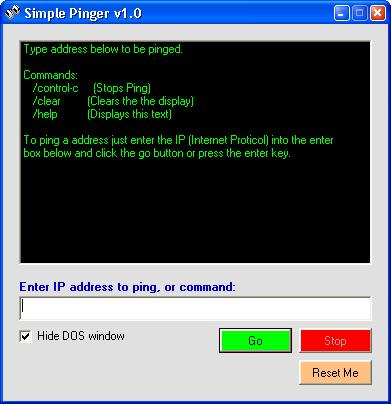 Simple Pinger v1.0
Type address below to be pinged.
Commands:
/control-c (Stops Ping)
/clear (Clears the the display)
/help (Displays this text)
To ping a address just enter the IP (Internet Proticol) into the enter
box below and click the go button or press the enter key.
Enter IP address to ping, or command:
Hide DOS window
Go
Stop
Reset Me